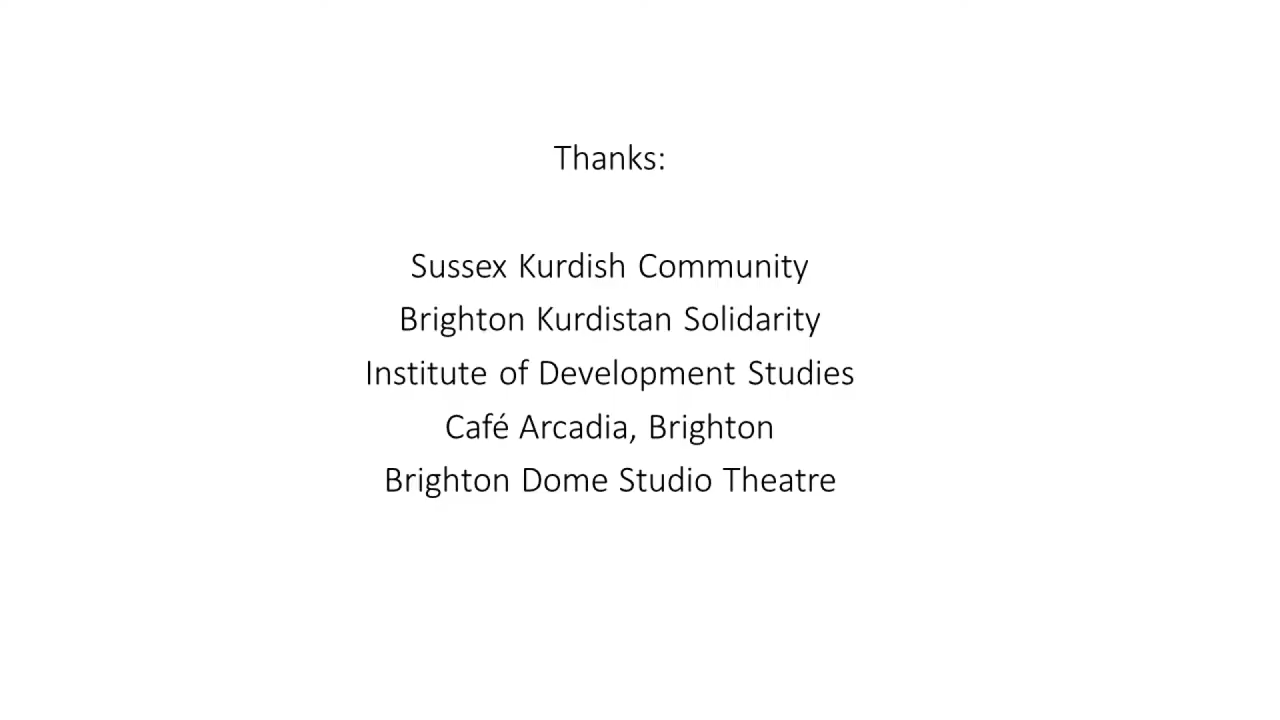 Thanks:
Sussex Kurdish Community
Brighton Kurdistan Solidarity
Institute of Development Studies
Café Arcadia, Brighton
Brighton Dome Studio Theatre